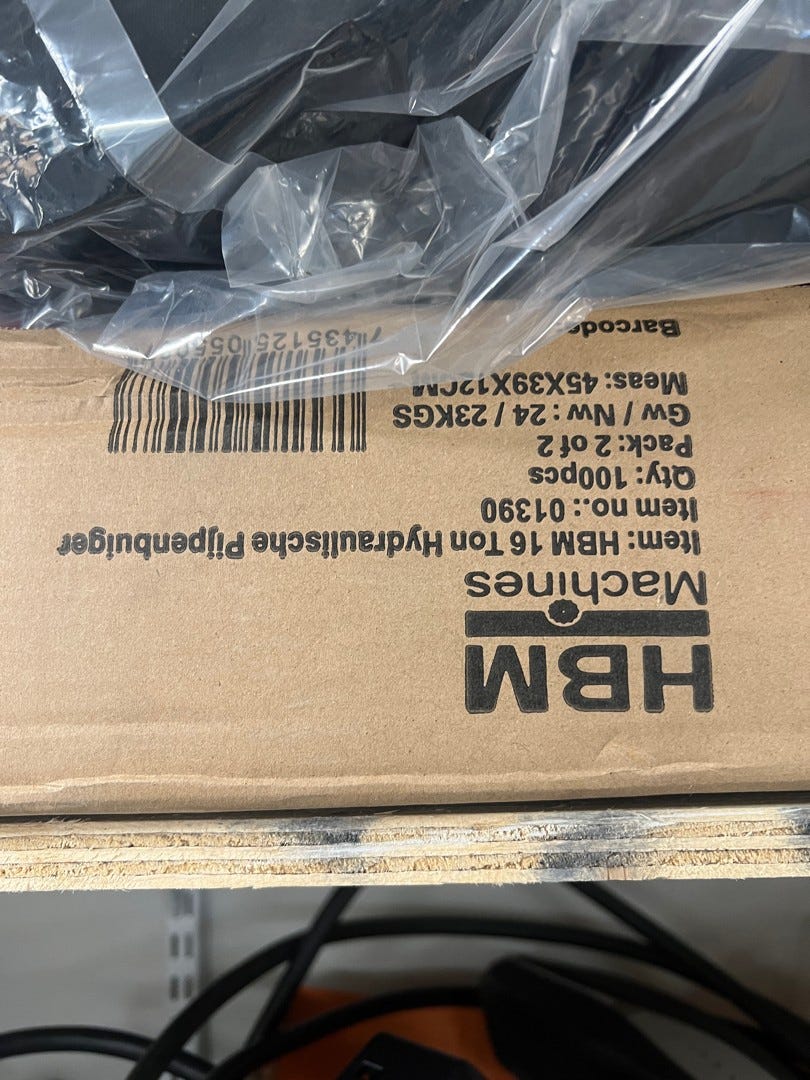 HBM
Machines
Item: HBM 16 Ton Hydraulische Pijpenbuiger
Item no.: 01390
Qty: 100pcs
Pack: 2 of 2
Gw / Nw : 24 / 23KGS
Meas: 45X39X12CM
Barcode: